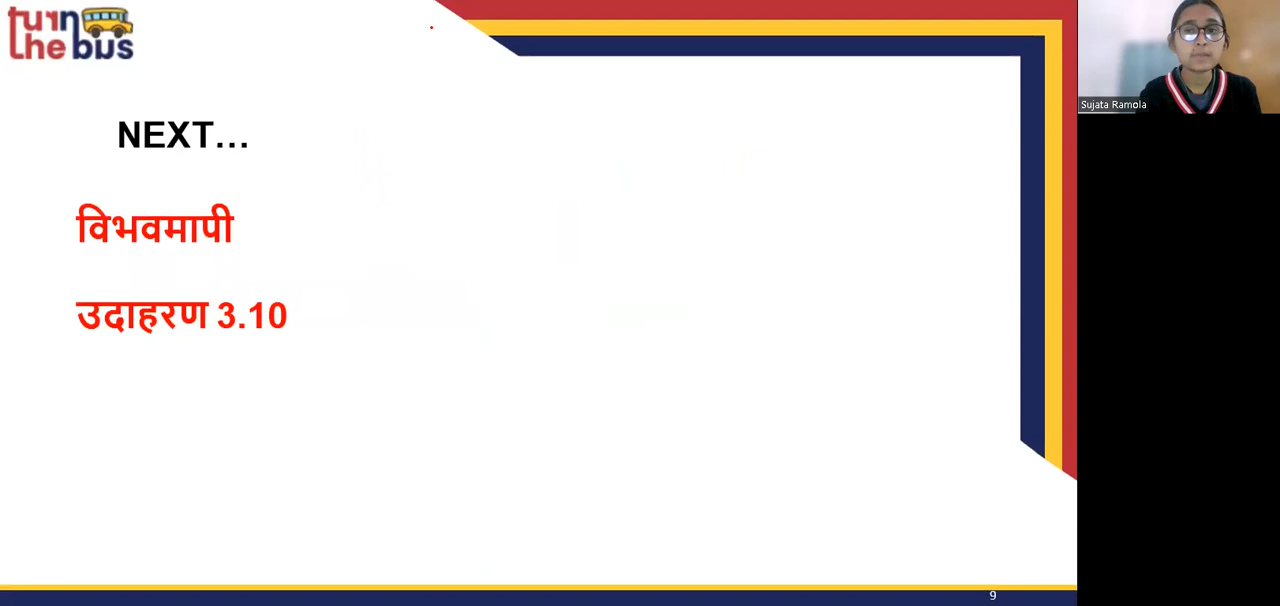 turn
the bus
Sujata Ramola
NEXT...
विभवमापी
उदाहरण 3.10
9